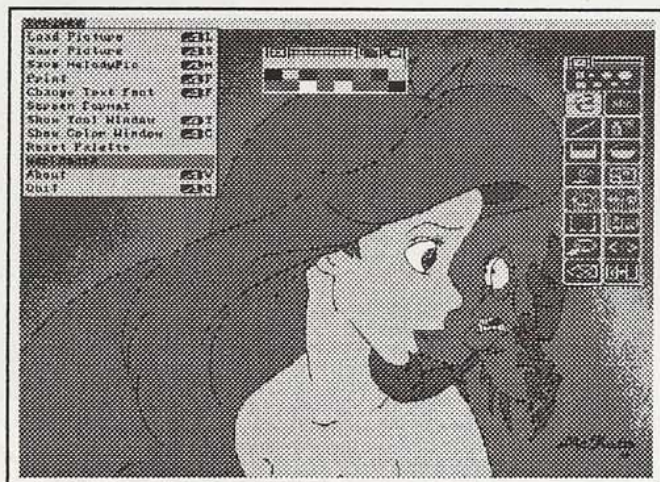 Load Picture L
Save Picture S
Save MelodyPic M
Print P
Change Text Font F
Screen Format
Show Tool Window T
Show Color Window C
Reset Palette
About V
Quit Q